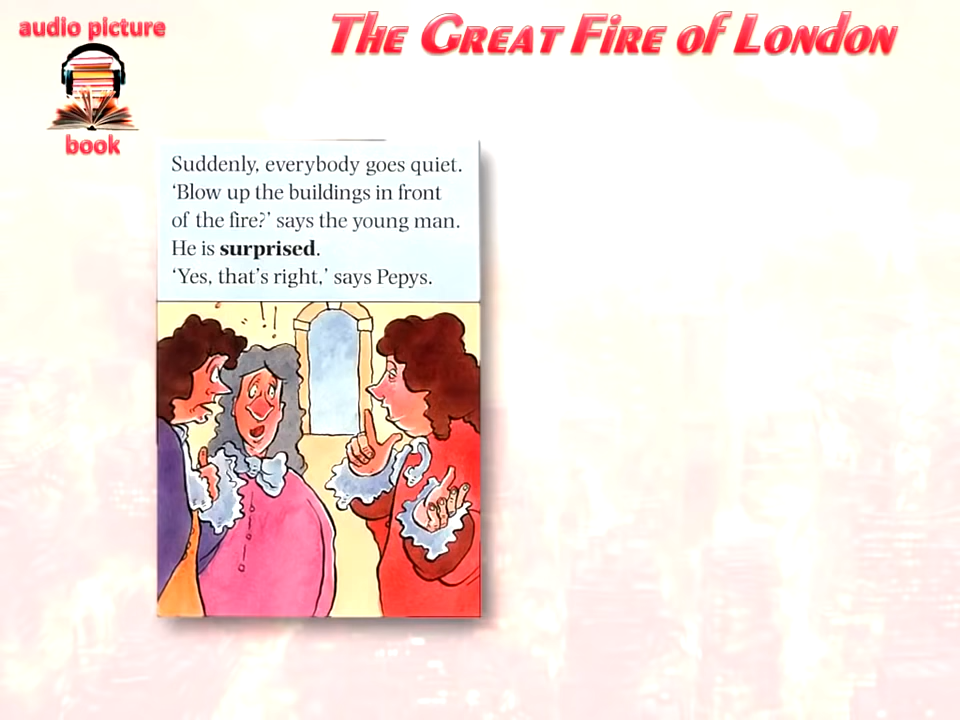 audio picture
book
The Great Fire of London
Suddenly, everybody goes quiet.
‘Blow up the buildings in front
of the fire?’ says the young man.
He is surprised.
‘Yes, that’s right,’ says Pepys.